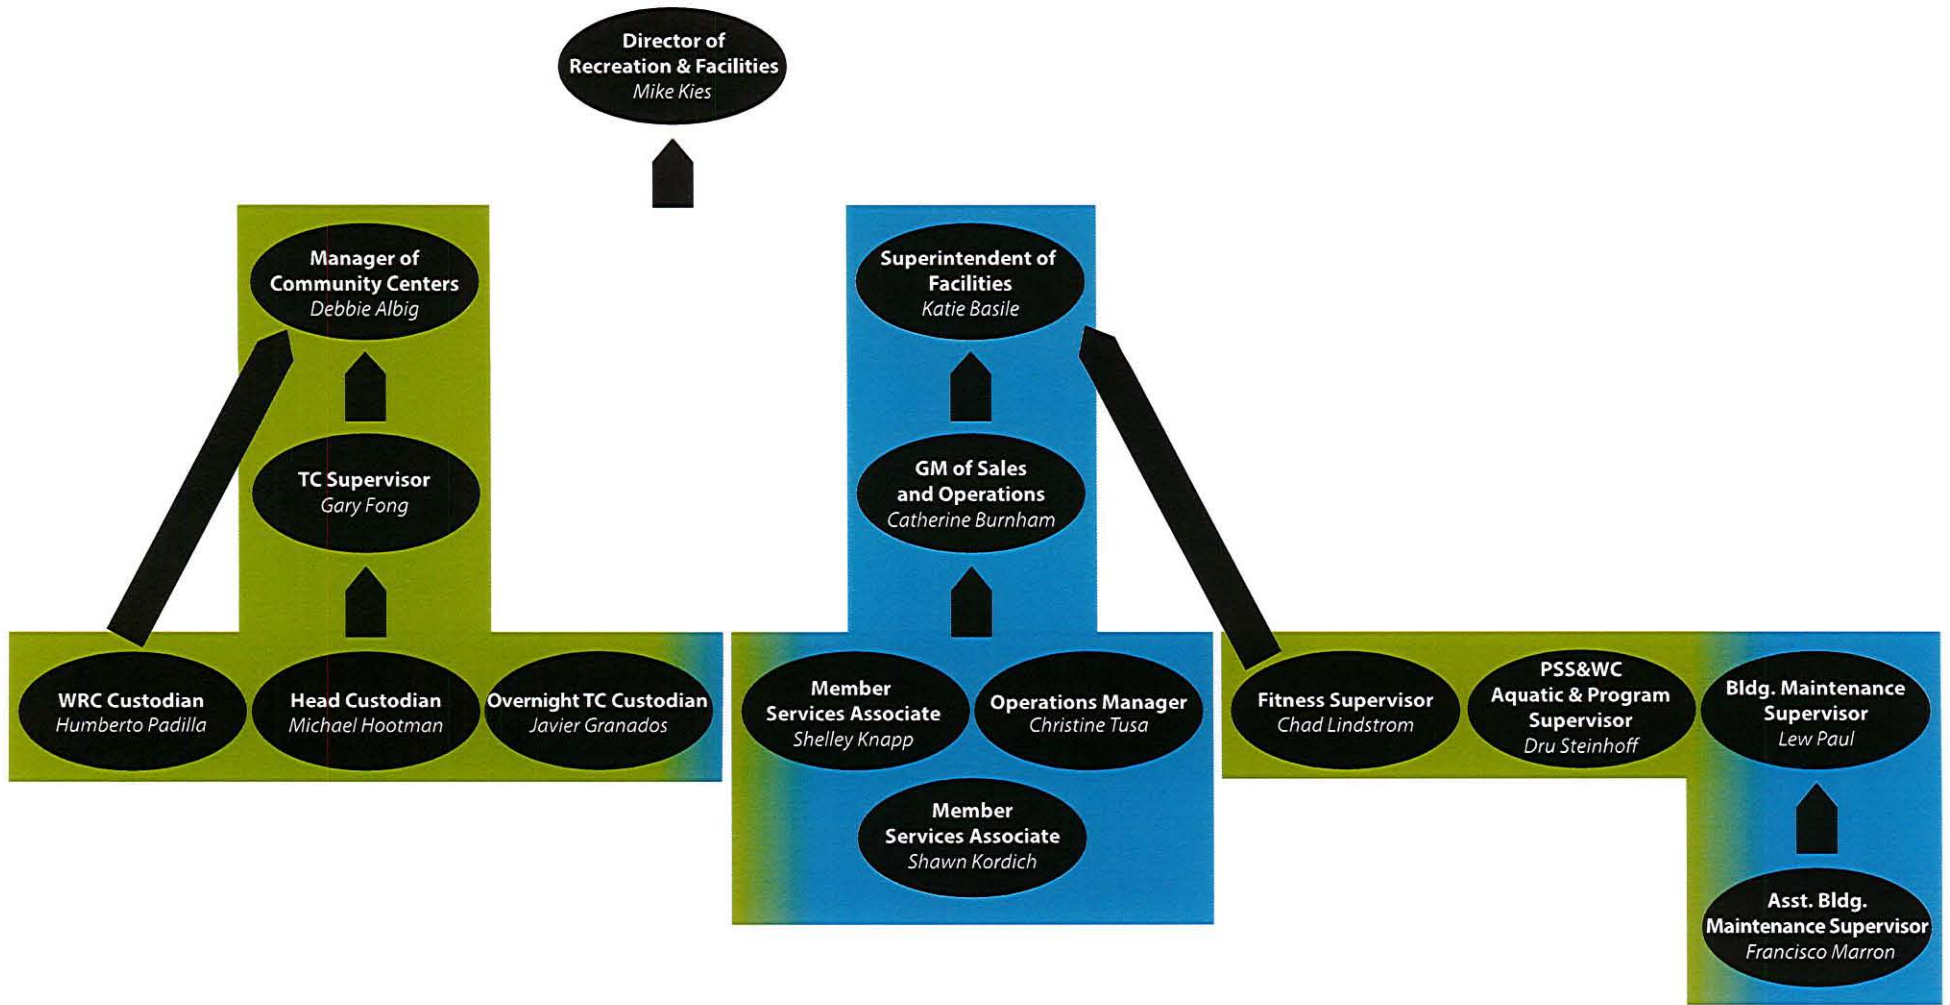 Director of
Recreation & Facilities
Mike Kies
Manager of
Community Centers
Debbie Albig
Superintendent of
Facilities
Katie Basile
TC Supervisor
Gary Fong
GM of Sales
and Operations
Catherine Burnham
WRC Custodian
Humberto Padilla
Head Custodian
Michael Hootman
Overnight TC Custodian
Javier Granados
Member
Services Associate
Shelley Knapp
Operations Manager
Christine Tusa
Fitness Supervisor
Chad Lindstrom
PSS&WC
Aquatic & Program
Supervisor
Dru Steinhoff
Bldg. Maintenance
Supervisor
Lew Paul
Member
Services Associate
Shawn Kordich
Asst. Bldg.
Maintenance Supervisor
Francisco Marron